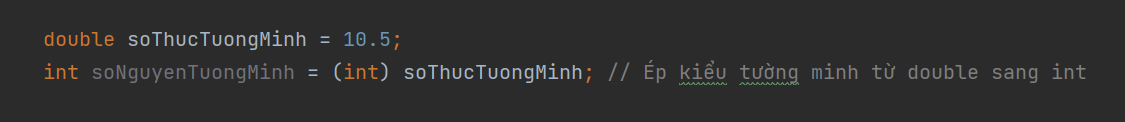 double soThucTuongMinh = 10.5;
int soNguyenTuongMinh = (int) soThucTuongMinh; // Ép kiểu tường minh từ double sang int